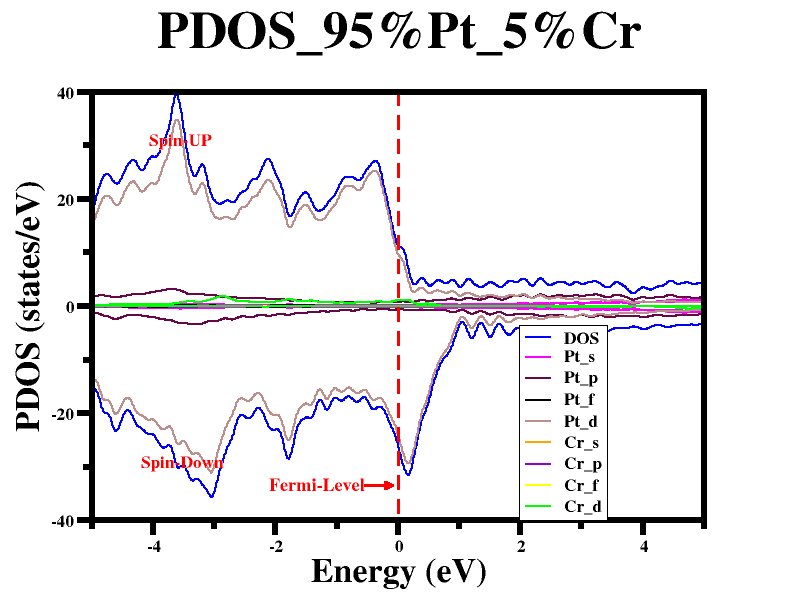 PDOS_95%Pt_5%Cr
40
Spin-UP
20
PDOS (states/eV)
0
DOS
Pt_s
Pt_p
Pt_f
Pt_d
Cr_s
Cr_p
Cr_f
Cr_d
-20
Spin-Down
Fermi-Level
-40
-4
-2
0
2
4
Energy (eV)